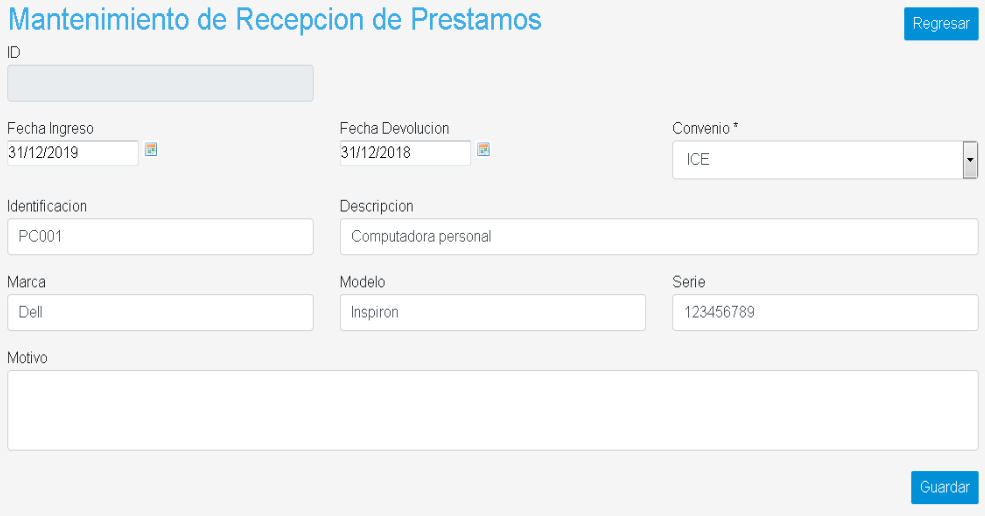 Mantenimiento de Recepcion de Prestamos
Regresar
ID
Fecha Ingreso
Fecha Devolucion
Convenio *
31/12/2019
31/12/2018
ICE
Identificacion
Descripcion
PC001
Computadora personal
Marca
Modelo
Serie
Dell
Inspiron
123456789
Motivo
Guardar